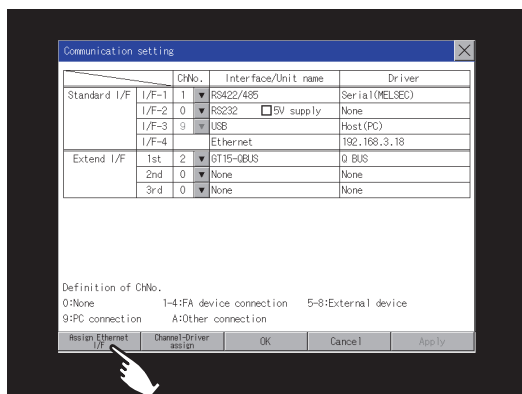 Communication setting
ChNo. Interface/Unit name Driver
Standard I/F I/F-1 1 RS422/485 Serial(MELSEC)
I/F-2 0 RS232 5V supply None
I/F-3 9 USB Host(PC)
I/F-4 Ethernet 192.168.3.18
Extend I/F 1st 2 GT15-QBUS Q BUS
2nd 0 None None
3rd 0 None None
Definition of ChNo.
0:None 1-4:FA device connection 5-8:External device
9:PC connection A:Other connection
Assign Ethernet
I/F
Channel-Driver
assign
OK
Cancel
Apply